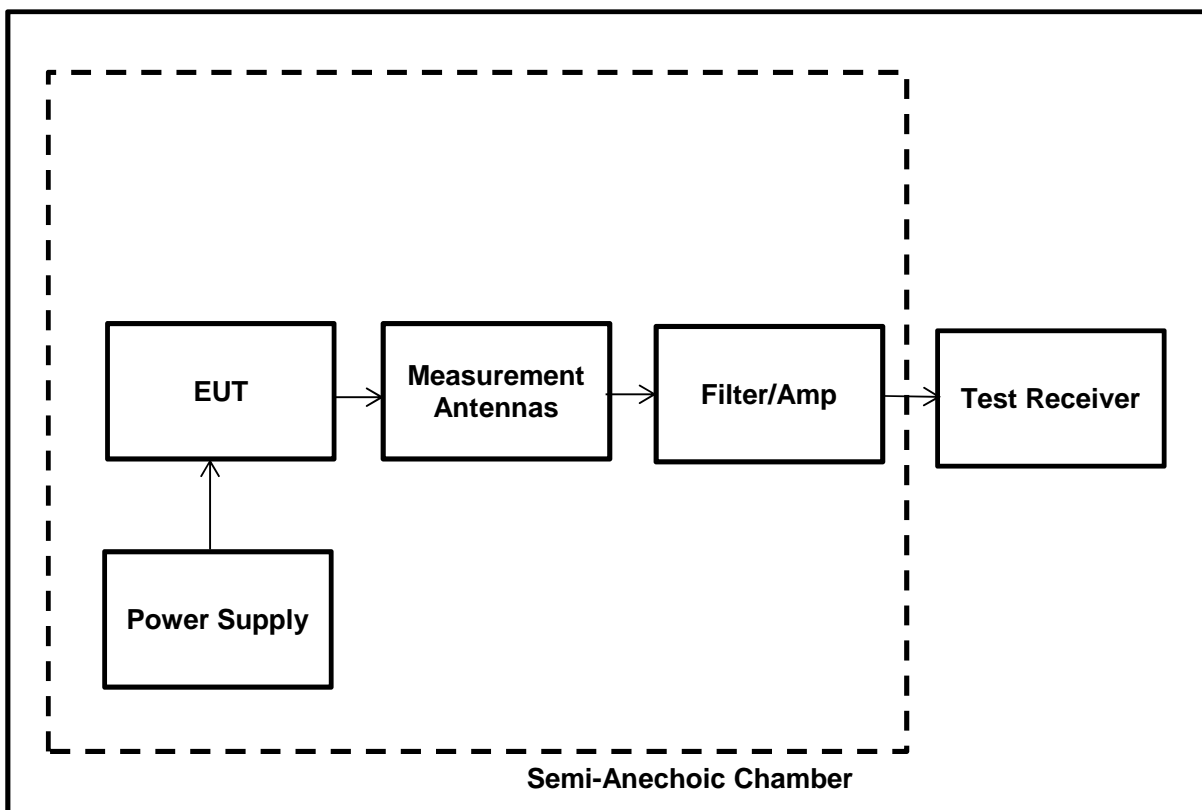 EUT
Measurement
Antennas
Filter/Amp
Test Receiver
Power Supply
Semi-Anechoic Chamber